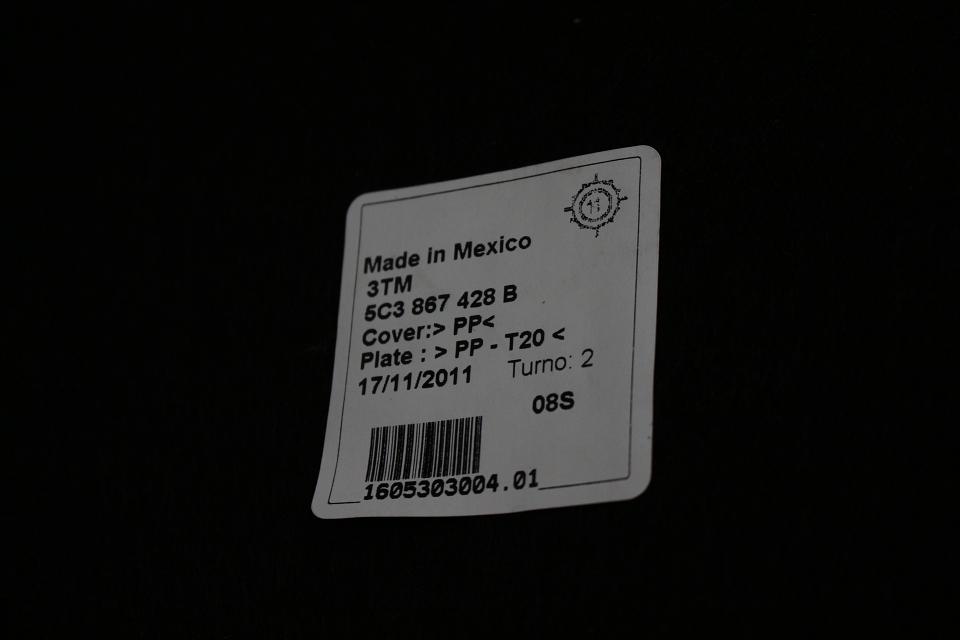 11
Made in Mexico
3TM
5C3 867 428 B
Cover:> PP<
Plate : > PP - T20 <
17/11/2011 Turno: 2
08S
1605303004.01